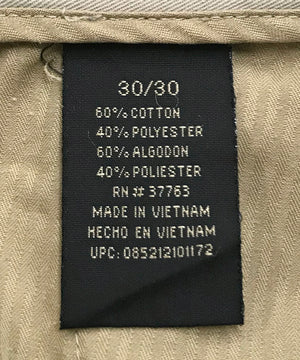 30/30
60% COTTON
40% POLYESTER
60% ALGODON
40% POLIESTER
RN# 37763
MADE IN VIETNAM
HECHO EN VIETNAM
UPC: 085212101172